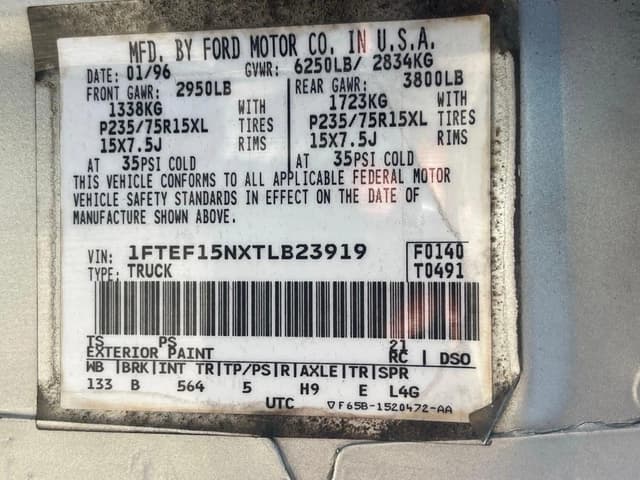 MFD. BY FORD MOTOR CO. IN U.S.A.
DATE: 01/96 GVWR: 6250LB/ 2834KG
FRONT GAWR: 2950LB REAR GAWR: 3800LB
1338KG WITH 1723KG WITH
P235/75R15XL TIRES P235/75R15XL TIRES
15X7.5J RIMS 15X7.5J RIMS
AT 35PSI COLD AT 35PSI COLD
THIS VEHICLE CONFORMS TO ALL APPLICABLE FEDERAL MOTOR
VEHICLE SAFETY STANDARDS IN EFFECT ON THE DATE OF
MANUFACTURE SHOWN ABOVE.
VIN: 1FTEF15NXTLB23919 F0140
TYPE: TRUCK T0491
TS PS 21
EXTERIOR PAINT RC | DSO
WB |BRK|INT TR|TP/PS|R|AXLE|TR|SPR
133 B 564 5 H9 E L4G
UTC ▽F65B-1520472-AA